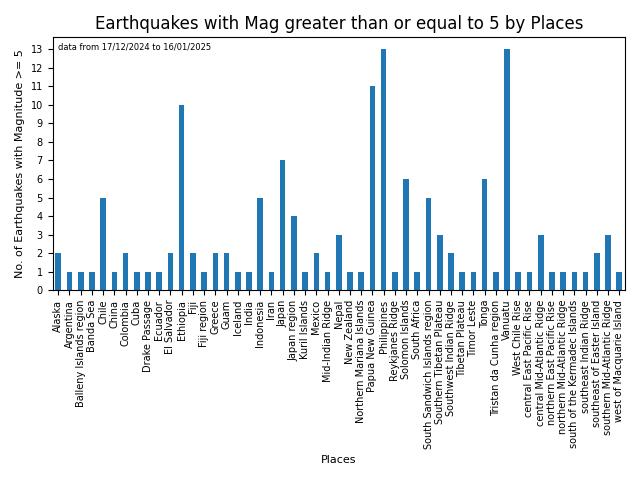 Earthquakes with Mag greater than or equal to 5 by Places
data from 17/12/2024 to 16/01/2025
No. of Earthquakes with Magnitude >= 5
13
12
11
10
9
8
7
6
5
4
3
2
1
0
Alaska
Argentina
Balleny Islands region
Banda Sea
Chile
China
Colombia
Cuba
Drake Passage
Ecuador
El Salvador
Ethiopia
Fiji
Fiji region
Greece
Guam
Iceland
India
Indonesia
Iran
Japan
Japan region
Kuril Islands
Mexico
Mid-Indian Ridge
Nepal
New Zealand
Northern Mariana Islands
Papua New Guinea
Philippines
Reykjanes Ridge
Solomon Islands
South Africa
South Sandwich Islands region
Southern Tibetan Plateau
Southwest Indian Ridge
Tibetan Plateau
Timor Leste
Tonga
Tristan da Cunha region
Vanuatu
West Chile Rise
central East Pacific Rise
central Mid-Atlantic Ridge
northern East Pacific Rise
northern Mid-Atlantic Ridge
south of the Kermadec Islands
southeast Indian Ridge
southeast of Easter Island
southern Mid-Atlantic Ridge
west of Macquarie Island
Places